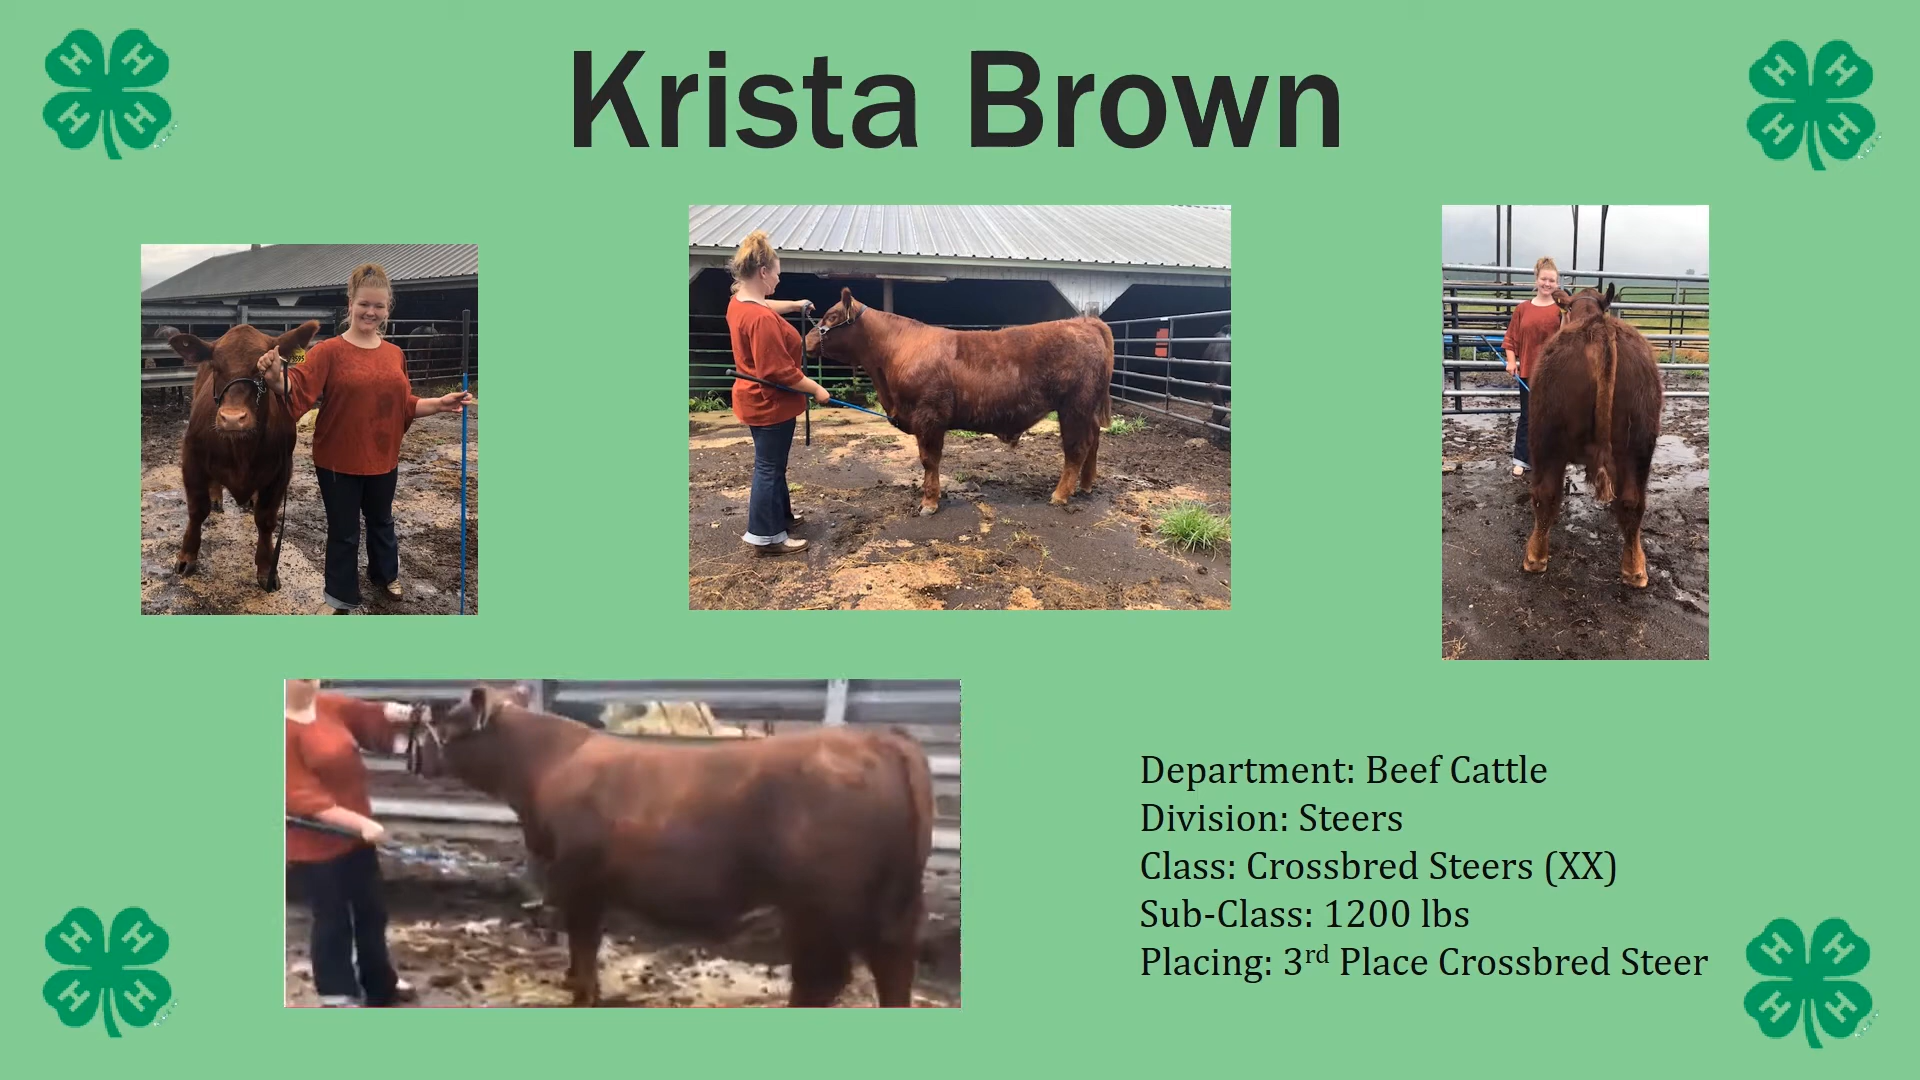 Krista Brown
H H
H H
H H
H H
Department: Beef Cattle
Division: Steers
Class: Crossbred Steers (XX)
Sub-Class: 1200 lbs
Placing: 3rd Place Crossbred Steer
H H
H H
H H
H H